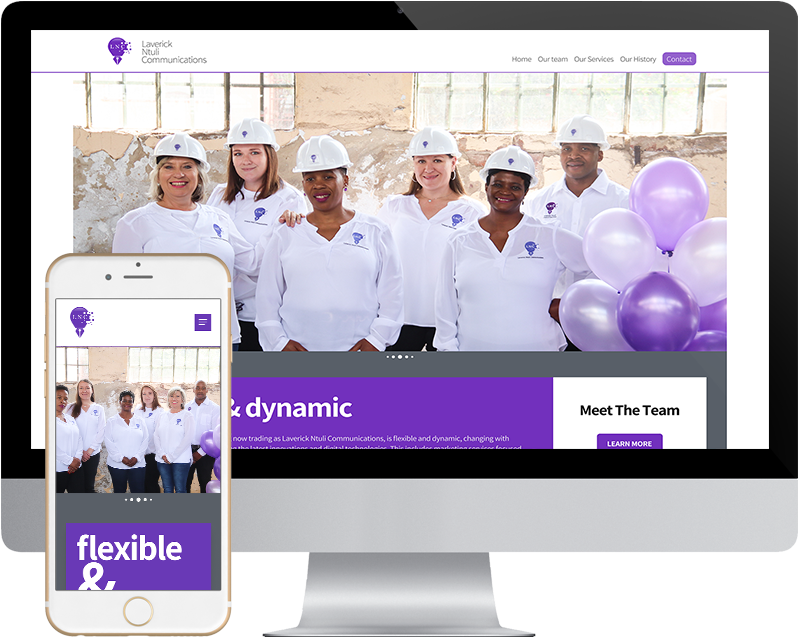 LNC
Laverick
Ntuli
Communications
Home Our team Our Services Our History Contact
& dynamic
now trading as Laverick Ntuli Communications, is flexible and dynamic, changing with
the latest innovations and digital technologies. This includes marketing services focused
Meet The Team
LEARN MORE
LNC
flexible
&